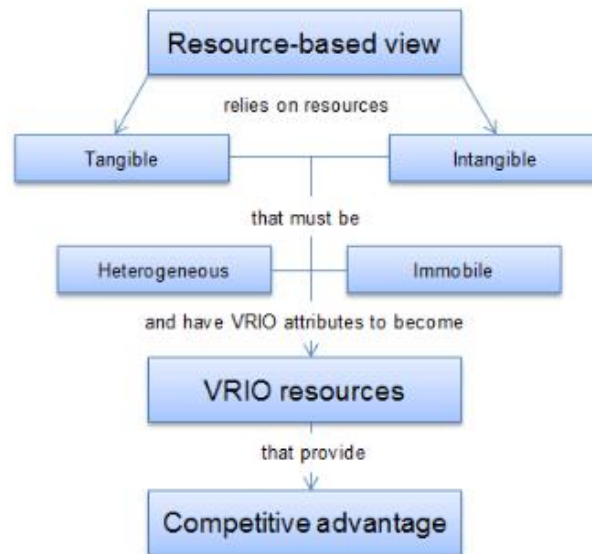 Resource-based view
relies on resources
Tangible
Intangible
that must be
Heterogeneous
Immobile
and have VRIO attributes to become
VRIO resources
that provide
Competitive advantage